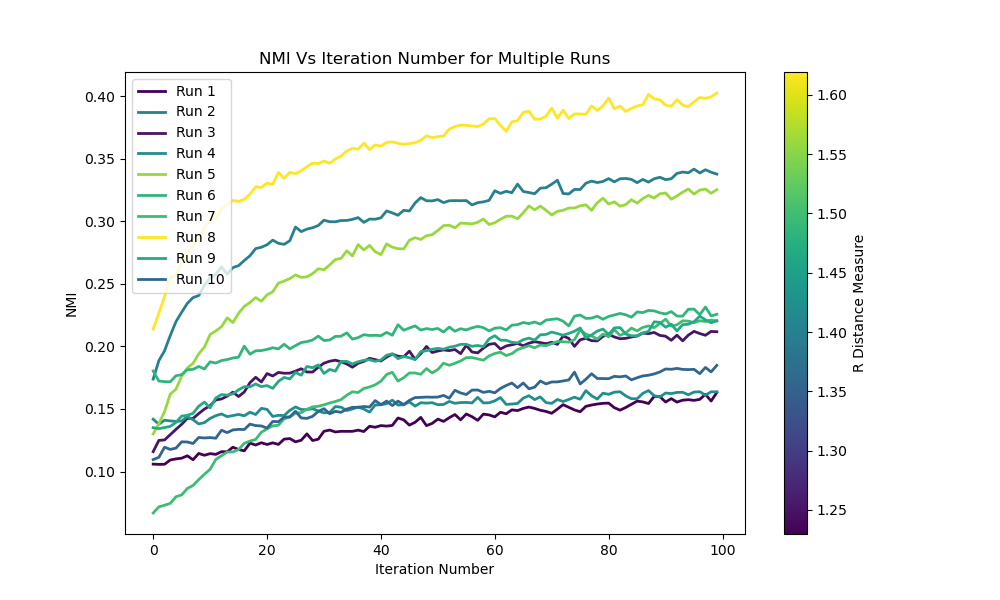 NMI Vs Iteration Number for Multiple Runs
Run 1
Run 2
Run 3
Run 4
Run 5
Run 6
Run 7
Run 8
Run 9
Run 10
0.40
0.35
0.30
0.25
0.20
0.15
0.10
NMI
0
20
40
60
80
100
Iteration Number
1.60
1.55
1.50
1.45
1.40
1.35
1.30
1.25
R Distance Measure